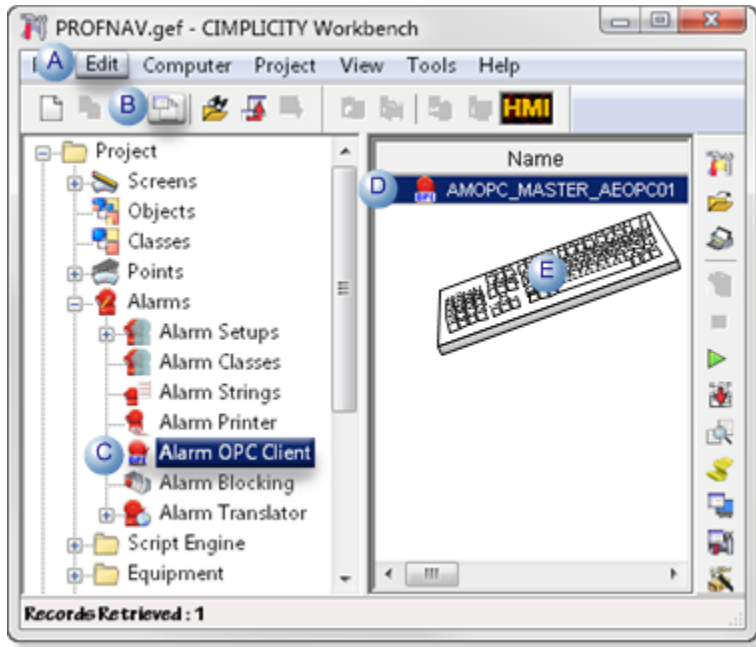 PROFNAV.gef - CIMPLICITY Workbench
A Edit Computer Project View Tools Help
B HMI
Project
Screens
Objects
Classes
Points
Alarms
Alarm Setups
Alarm Classes
Alarm Strings
Alarm Printer
C Alarm OPC Client
Alarm Blocking
Alarm Translator
Script Engine
Equipment
Name
D AMOPC_MASTER_AEOPC01
E
Records Retrieved : 1